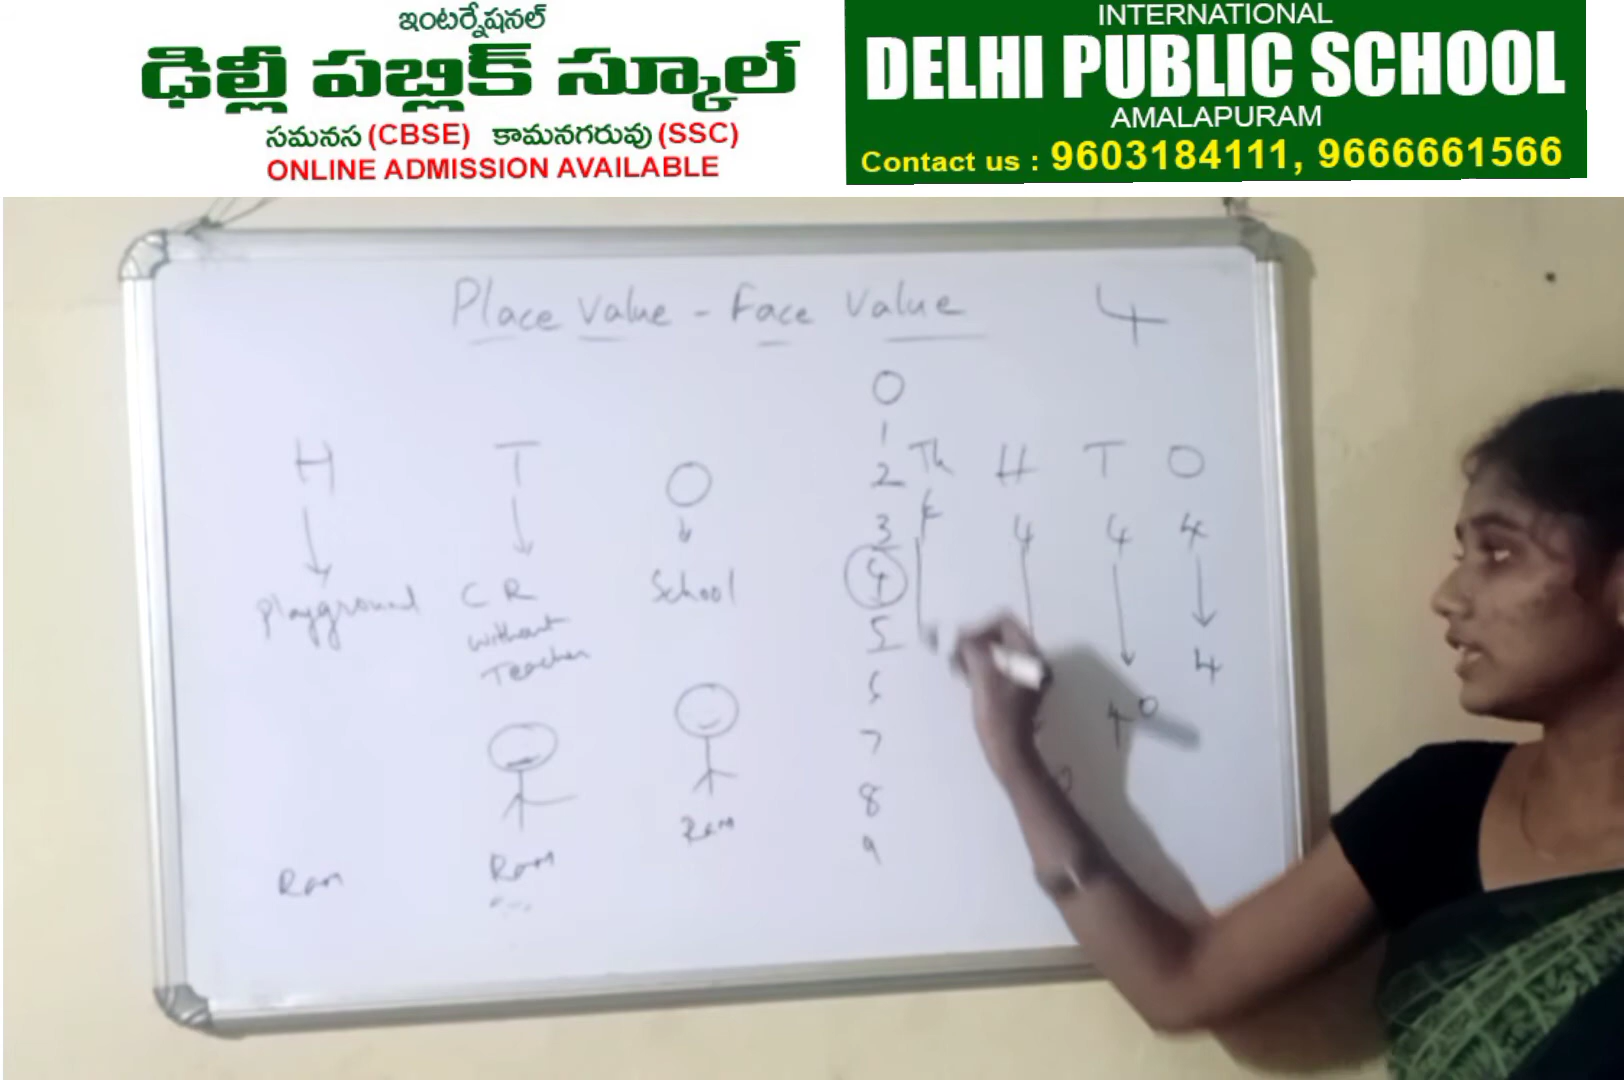 ఇంటర్నేషనల్
ఢిల్లీ పబ్లిక్ స్కూల్
సమనస (CBSE) కామనగరువు (SSC)
ONLINE ADMISSION AVAILABLE
INTERNATIONAL
DELHI PUBLIC SCHOOL
AMALAPURAM
Contact us : 9603184111, 9666661566
Place Value - Face Value
4
H T O
Playground
C R
without
Teacher
School
Ram
Ram
Ram
0
1
2
3
4
5
6
7
8
9
Th H T O
4 4 4
4
40